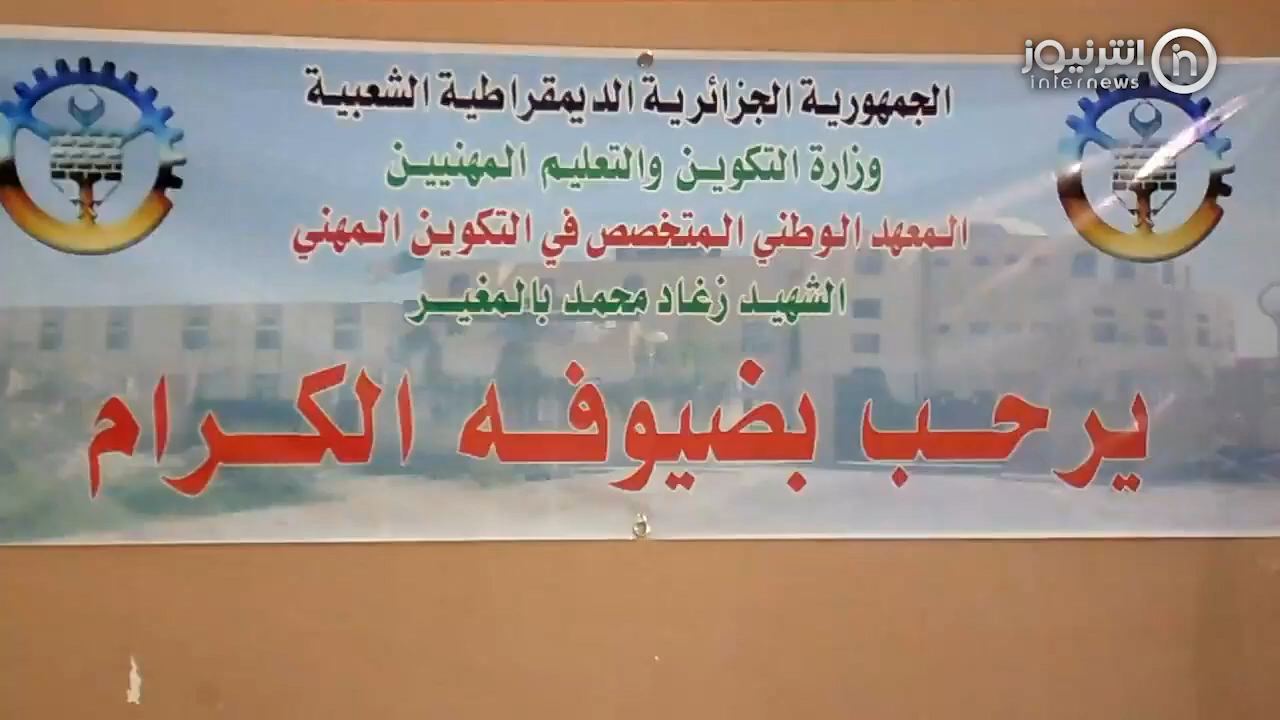 انترنيوز
internews
الجمهورية الجزائرية الديمقراطية الشعبية
وزارة التكوين والتعليم المهنيين
المعهد الوطني المتخصص في التكوين المهني
الشهيد زغاد محمد بالمغير
يرحب بضيوفه الكرام